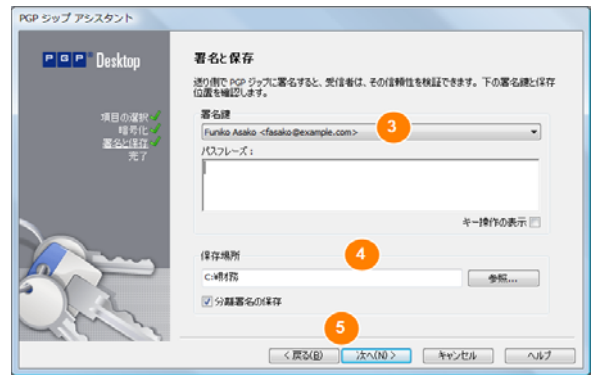 PGP ジップ アシスタント
PGP Desktop
項目の選択
暗号化
署名と保存
完了
署名と保存
送り側で PGP ジップに署名すると、受信者は、その信頼性を検証できます。下の署名鍵と保存
位置を確認します。
署名鍵
Fumiko Asako <fasako@example.com>
3
パスフレーズ:
キー操作の表示
保存場所
4
C:¥財務
参照...
分離署名の保存
5
< 戻る(B)
次へ(N) >
キャンセル
ヘルプ